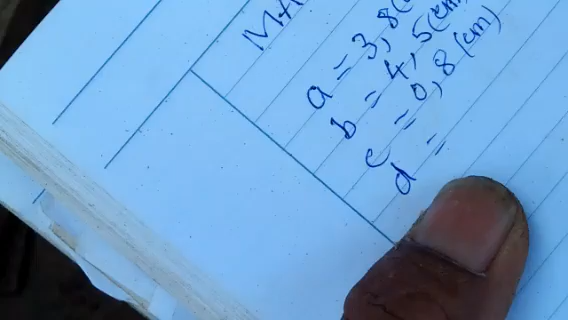 a = 3,8(
b = 4,5(cm)
c = 0,8(cm)
d =